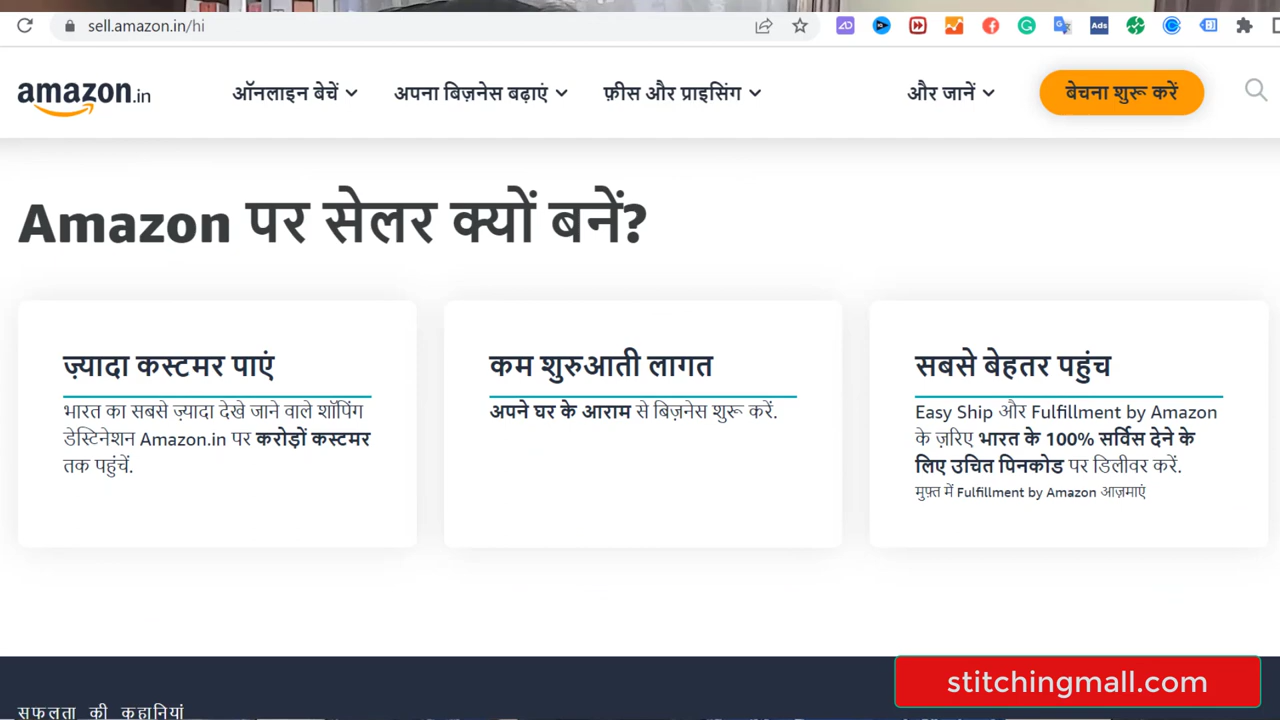 sell.amazon.in/hi
Ads
amazon.in
ऑनलाइन बेचें
अपना बिज़नेस बढ़ाएं
फ़ीस और प्राइसिंग
और जानें
बेचना शुरू करें
Amazon पर सेलर क्यों बनें?
ज़्यादा कस्टमर पाएं
भारत का सबसे ज़्यादा देखे जाने वाले शॉपिंग
डेस्टिनेशन Amazon.in पर करोड़ों कस्टमर
तक पहुंचें.
कम शुरुआती लागत
अपने घर के आराम से बिज़नेस शुरू करें.
सबसे बेहतर पहुंच
Easy Ship और Fulfillment by Amazon
के ज़रिए भारत के 100% सर्विस देने के
लिए उचित पिनकोड पर डिलीवर करें.
मुफ़्त में Fulfillment by Amazon आज़माएं
सफलता की कहानियां
stitchingmall.com